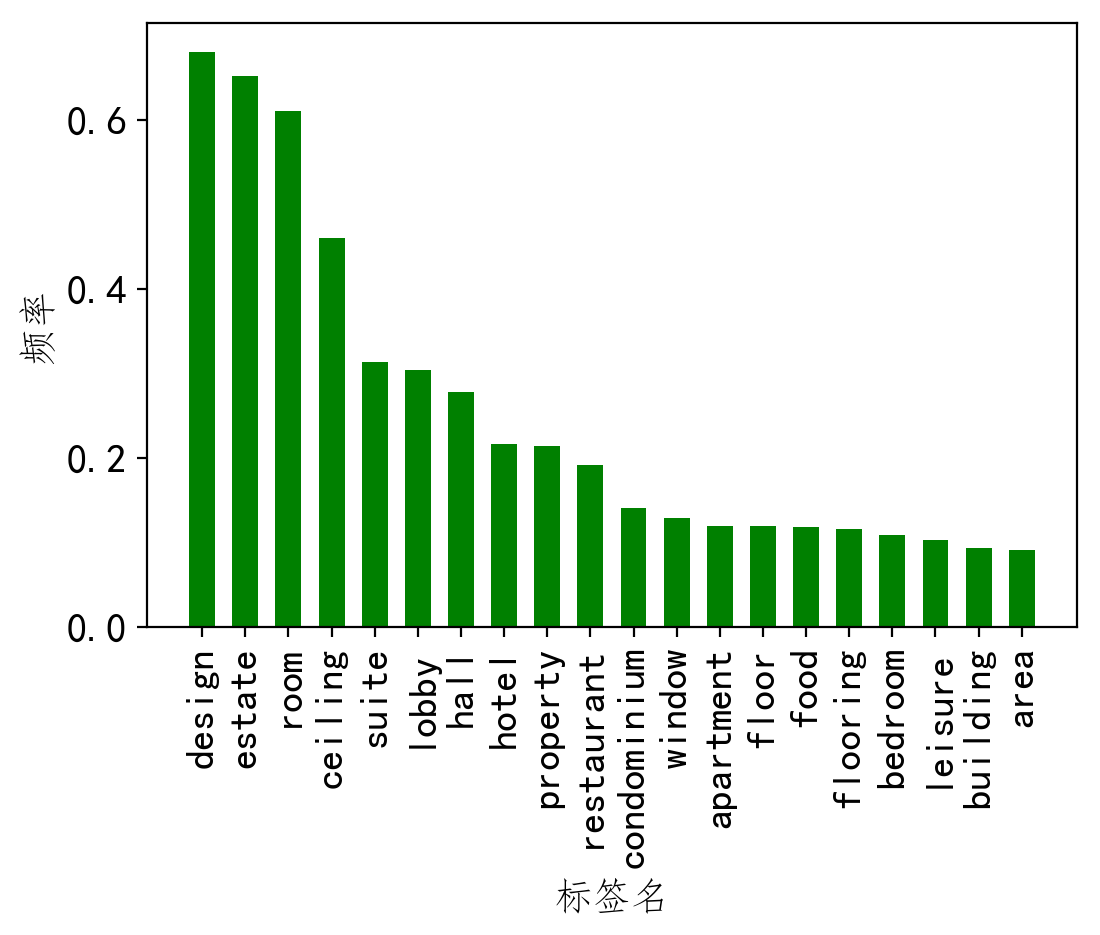 频率
0.6
0.4
0.2
0.0
design
estate
room
ceiling
suite
lobby
hall
hotel
property
restaurant
condominium
window
apartment
floor
food
flooring
bedroom
leisure
building
area
标签名